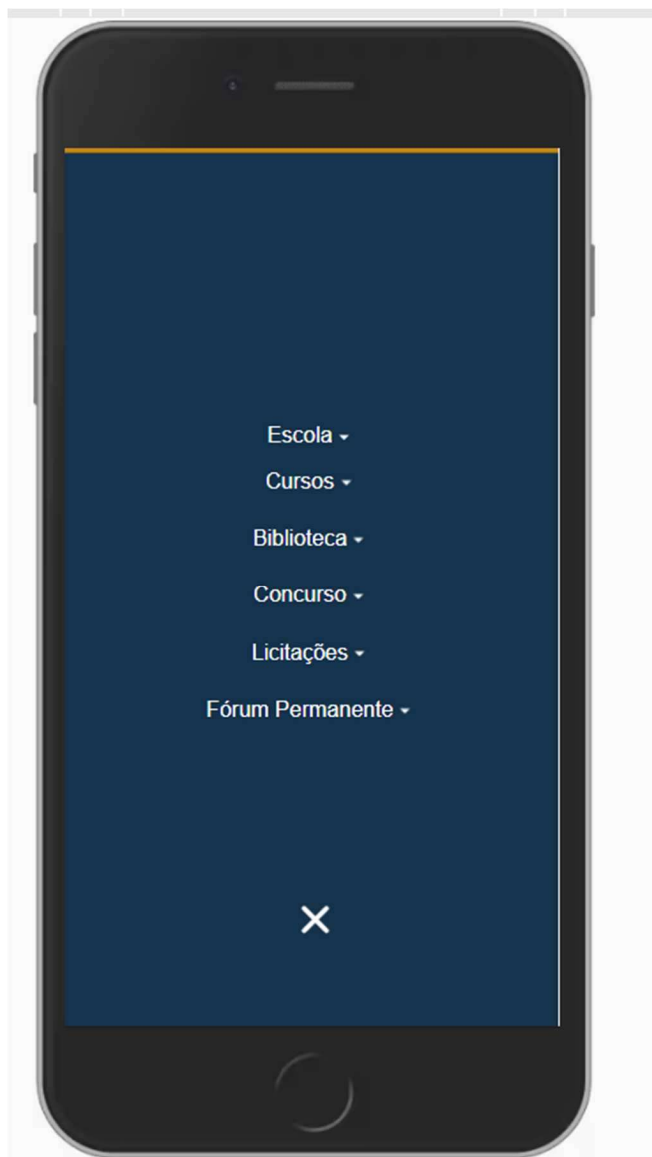 Escola
Cursos
Biblioteca
Concurso
Licitações
Fórum Permanente